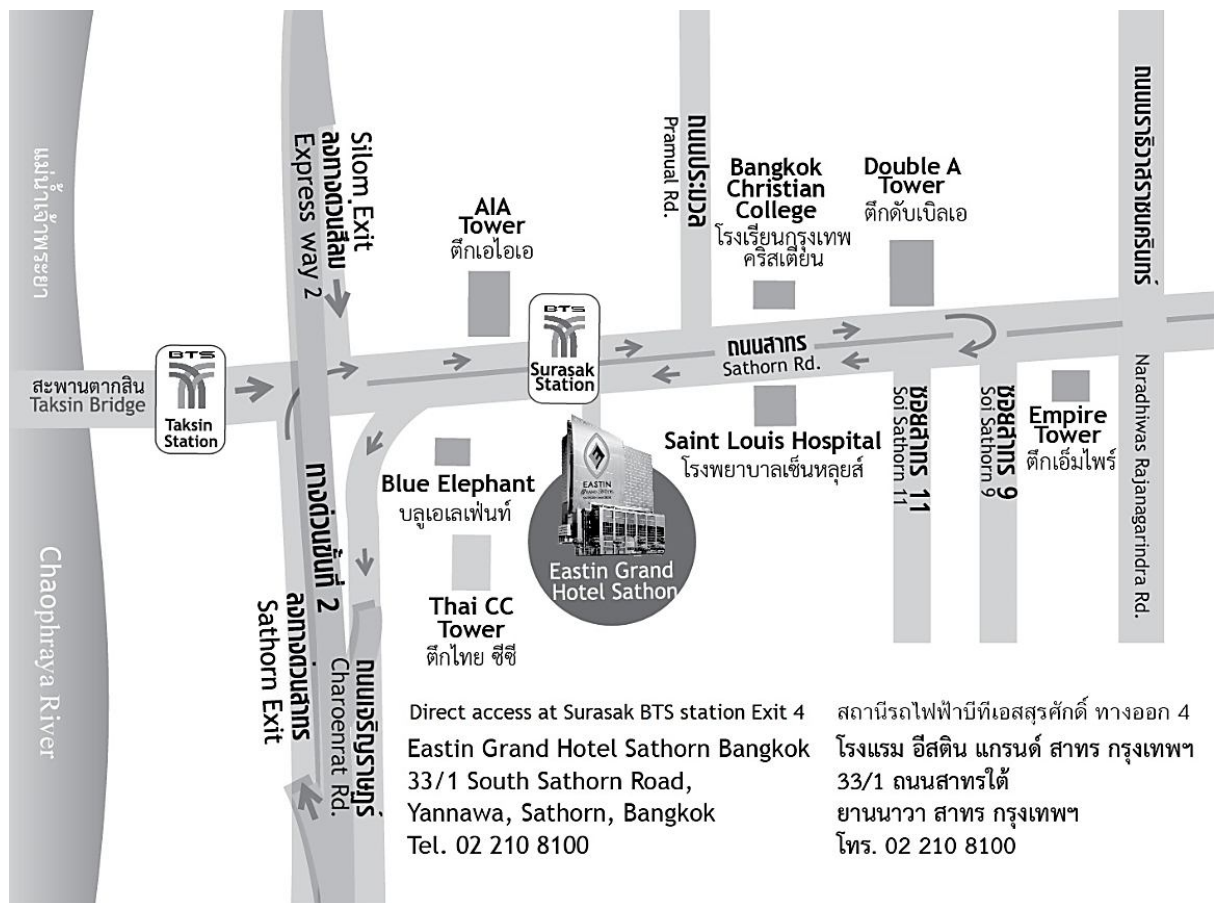 แม่น้ำเจ้าพระยา
Chaophraya River
สะพานตากสิน
Taksin Bridge
BTS
Taksin
Station
Silom Exit
ลงทางด่วนสีลม
Express way 2
ทางด่วนขั้นที่ 2
ลงทางด่วนสาทร
Sathorn Exit
ถนนเจริญราษฎร์
Charoenrat Rd.
AIA
Tower
ตึกเอไอเอ
BTS
Surasak
Station
ถนนประมวล
Pramual Rd.
Bangkok
Christian
College
โรงเรียนกรุงเทพ
คริสเตียน
Double A
Tower
ตึกดับเบิลเอ
ถนนนราธิวาสราชนครินทร์
Naradhiwas Rajanagarindra Rd.
ถนนสาทร
Sathorn Rd.
Blue Elephant
บลูเอเลเฟ่นท์
Thai CC
Tower
ตึกไทย ซีซี
EASTIN
Eastin Grand
Hotel Sathon
Saint Louis Hospital
โรงพยาบาลเซ็นหลุยส์
ซอยสาทร 11
Soi Sathorn 11
ซอยสาทร 9
Soi Sathorn 9
Empire
Tower
ตึกเอ็มไพร์
Direct access at Surasak BTS station Exit 4
Eastin Grand Hotel Sathorn Bangkok
33/1 South Sathorn Road,
Yannawa, Sathorn, Bangkok
Tel. 02 210 8100
สถานีรถไฟฟ้าบีทีเอสสุรศักดิ์ ทางออก 4
โรงแรม อีสติน แกรนด์ สาทร กรุงเทพฯ
33/1 ถนนสาทรใต้
ยานนาวา สาทร กรุงเทพฯ
โทร. 02 210 8100